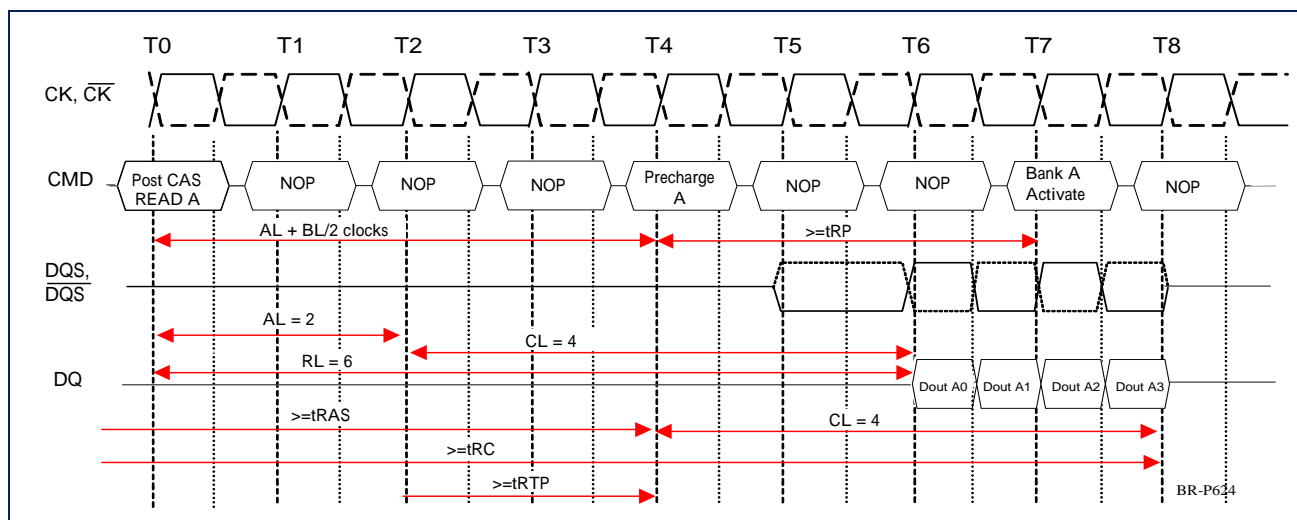 T0 T1 T2 T3 T4 T5 T6 T7 T8
CK, CK
CMD
Post CAS
READ A
NOP
NOP
NOP
Precharge
A
NOP
NOP
Bank A
Activate
NOP
AL + BL/2 clocks
>=tRP
DQS,
DQS
AL = 2
CL = 4
RL = 6
DQ
Dout A0
Dout A1
Dout A2
Dout A3
>=tRAS
CL = 4
>=tRC
>=tRTP
BR-P624